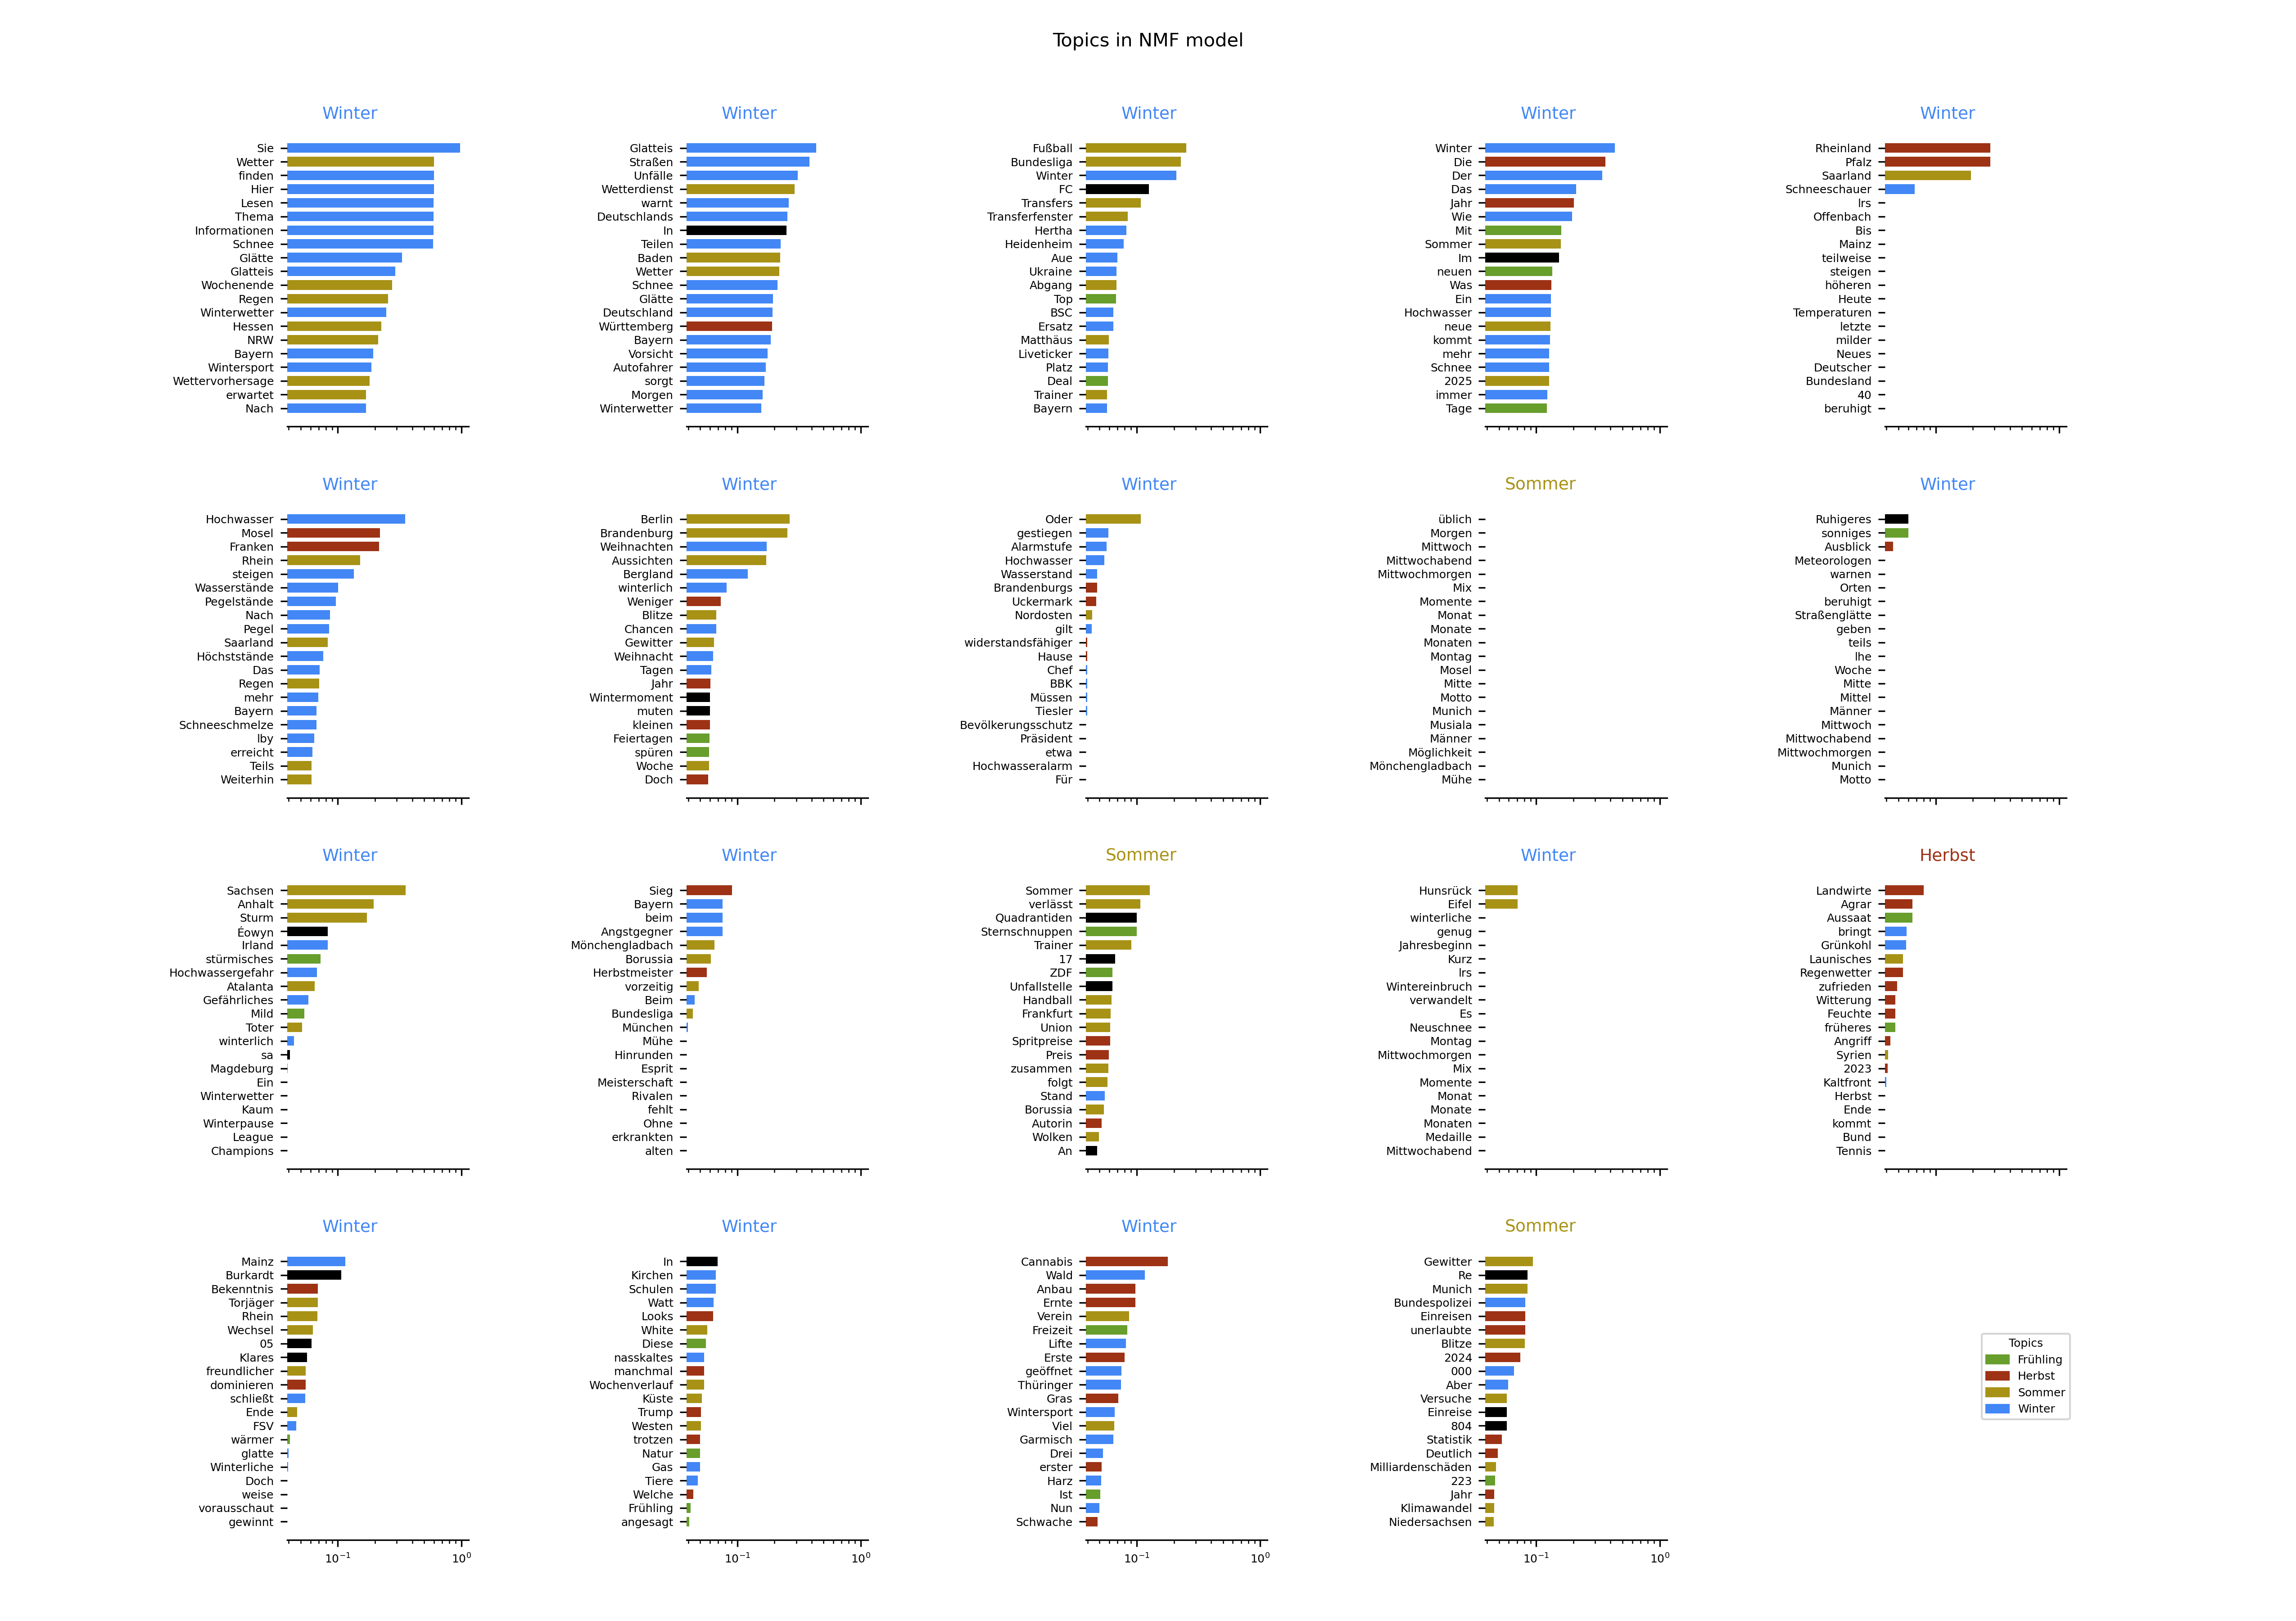 Topics in NMF model
Winter
Sie
Wetter
finden
Hier
Lesen
Thema
Informationen
Schnee
Glätte
Glatteis
Wochenende
Regen
Winterwetter
Hessen
NRW
Bayern
Wintersport
Wettervorhersage
erwartet
Nach
Winter
Glatteis
Straßen
Unfälle
Wetterdienst
warnt
Deutschlands
In
Teilen
Baden
Wetter
Schnee
Glätte
Deutschland
Württemberg
Bayern
Vorsicht
Autofahrer
sorgt
Morgen
Winterwetter
Winter
Fußball
Bundesliga
Winter
FC
Transfers
Transferfenster
Hertha
Heidenheim
Aue
Ukraine
Abgang
Top
BSC
Ersatz
Matthäus
Liveticker
Platz
Deal
Trainer
Bayern
Winter
Winter
Die
Der
Das
Jahr
Wie
Mit
Sommer
Im
neuen
Was
Ein
Hochwasser
neue
kommt
mehr
Schnee
2025
immer
Tage
Winter
Rheinland
Pfalz
Saarland
Schneeschauer
lrs
Offenbach
Bis
Mainz
teilweise
steigen
höheren
Heute
Temperaturen
letzte
milder
Neues
Deutscher
Bundesland
40
beruhigt
Winter
Hochwasser
Mosel
Franken
Rhein
steigen
Wasserstände
Pegelstände
Nach
Pegel
Saarland
Höchststände
Das
Regen
mehr
Bayern
Schneeschmelze
lby
erreicht
Teils
Weiterhin
Winter
Berlin
Brandenburg
Weihnachten
Aussichten
Bergland
winterlich
Weniger
Blitze
Chancen
Gewitter
Weihnacht
Tagen
Jahr
Wintermoment
muten
kleinen
Feiertagen
spüren
Woche
Doch
Winter
Oder
gestiegen
Alarmstufe
Hochwasser
Wasserstand
Brandenburgs
Uckermark
Nordosten
gilt
widerstandsfähiger
Hause
Chef
BBK
Müssen
Tiesler
Bevölkerungsschutz
Präsident
etwa
Hochwasseralarm
Für
Sommer
üblich
Morgen
Mittwoch
Mittwochabend
Mittwochmorgen
Mix
Momente
Monat
Monate
Monaten
Montag
Mosel
Mitte
Motto
Munich
Musiala
Männer
Möglichkeit
Mönchengladbach
Mühe
Winter
Ruhigeres
sonniges
Ausblick
Meteorologen
warnen
Orten
beruhigt
Straßenglätte
geben
teils
lhe
Woche
Mitte
Mittel
Männer
Mittwoch
Mittwochabend
Mittwochmorgen
Munich
Motto
Winter
Sachsen
Anhalt
Sturm
Éowyn
Irland
stürmisches
Hochwassergefahr
Atalanta
Gefährliches
Mild
Toter
winterlich
sa
Magdeburg
Ein
Winterwetter
Kaum
Winterpause
League
Champions
Winter
Sieg
Bayern
beim
Angstgegner
Mönchengladbach
Borussia
Herbstmeister
vorzeitig
Beim
Bundesliga
München
Mühe
Hinrunden
Esprit
Meisterschaft
Rivalen
fehlt
Ohne
erkrankten
alten
Sommer
Sommer
verlässt
Quadrantiden
Sternschnuppen
Trainer
17
ZDF
Unfallstelle
Handball
Frankfurt
Union
Spritpreise
Preis
zusammen
folgt
Stand
Borussia
Autorin
Wolken
An
Winter
Hunsrück
Eifel
winterliche
genug
Jahresbeginn
Kurz
lrs
Wintereinbruch
verwandelt
Es
Neuschnee
Montag
Mittwochmorgen
Mix
Momente
Monat
Monate
Monaten
Medaille
Mittwochabend
Herbst
Landwirte
Agrar
Aussaat
bringt
Grünkohl
Launisches
Regenwetter
zufrieden
Witterung
Feuchte
früheres
Angriff
Syrien
2023
Kaltfront
Herbst
Ende
kommt
Bund
Tennis
Winter
Mainz
Burkardt
Bekenntnis
Torjäger
Rhein
Wechsel
05
Klares
freundlicher
dominieren
schließt
Ende
FSV
wärmer
glatte
Winterliche
Doch
weise
vorausschaut
gewinnt
10⁻¹ 10⁰
Winter
In
Kirchen
Schulen
Watt
Looks
White
Diese
nasskaltes
manchmal
Wochenverlauf
Küste
Trump
Westen
trotzen
Natur
Gas
Tiere
Welche
Frühling
angesagt
10⁻¹ 10⁰
Winter
Cannabis
Wald
Anbau
Ernte
Verein
Freizeit
Lifte
Erste
geöffnet
Thüringer
Gras
Wintersport
Viel
Garmisch
Drei
erster
Harz
Ist
Nun
Schwache
10⁻¹ 10⁰
Sommer
Gewitter
Re
Munich
Bundespolizei
Einreisen
unerlaubte
Blitze
2024
000
Aber
Versuche
Einreise
804
Statistik
Deutlich
Milliardenschäden
223
Jahr
Klimawandel
Niedersachsen
10⁻¹ 10⁰
Topics
Frühling
Herbst
Sommer
Winter